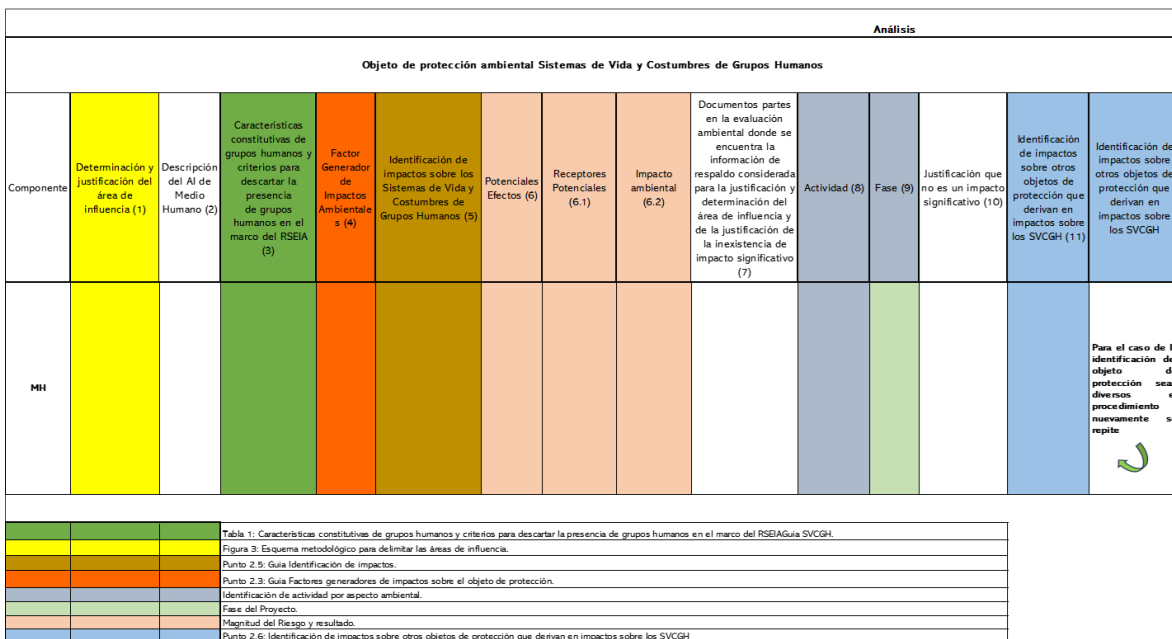 Análisis
Objeto de protección ambiental Sistemas de Vida y Costumbres de Grupos Humanos
Componente
Determinación y
justificación del
área de
influencia (1)
Descripción
del AI de
Medio
Humano (2)
Características
constitutivas de
grupos humanos y
criterios para
descartar la
presencia
de grupos
humanos en el
marco del RSEIA
(3)
Factor
Generador
de
Impactos
Ambientale
s (4)
Identificación de
impactos sobre los
Sistemas de Vida y
Costumbres de
Grupos Humanos (5)
Potenciales
Efectos (6)
Receptores
Potenciales
(6.1)
Impacto
ambiental
(6.2)
Documentos partes
en la evaluación
ambiental donde se
encuentra la
información de
respaldo considerada
para la justificación y
determinación del
área de influencia y
de la justificación de
la inexistencia de
impacto significativo
(7)
Actividad (8)
Fase (9)
Justificación que
no es un impacto
significativo (10)
Identificación
de impactos
sobre otros
objetos de
protección que
derivan en
impactos sobre
los SVCGH (11)
Identificación de
impactos sobre
otros objetos de
protección que
derivan en
impactos sobre
los SVCGH
MH
Para el caso de
identificación
objeto
protección
diversos
procedimiento
nuevamente
repite
Tabla 1: Características constitutivas de grupos humanos y criterios para descartar la presencia de grupos humanos en el marco del RSEIAGuia SVCGH.
Figura 3: Esquema metodológico para delimitar las áreas de influencia.
Punto 2.5: Guia Identificación de impactos.
Punto 2.3: Guia Factores generadores de impactos sobre el objeto de protección.
Identificación de actividad por aspecto ambiental.
Fase del Proyecto.
Magnitud del Riesgo y resultado.
Punto 2.6: Identificación de impactos sobre otros objetos de protección que derivan en impactos sobre los SVCGH